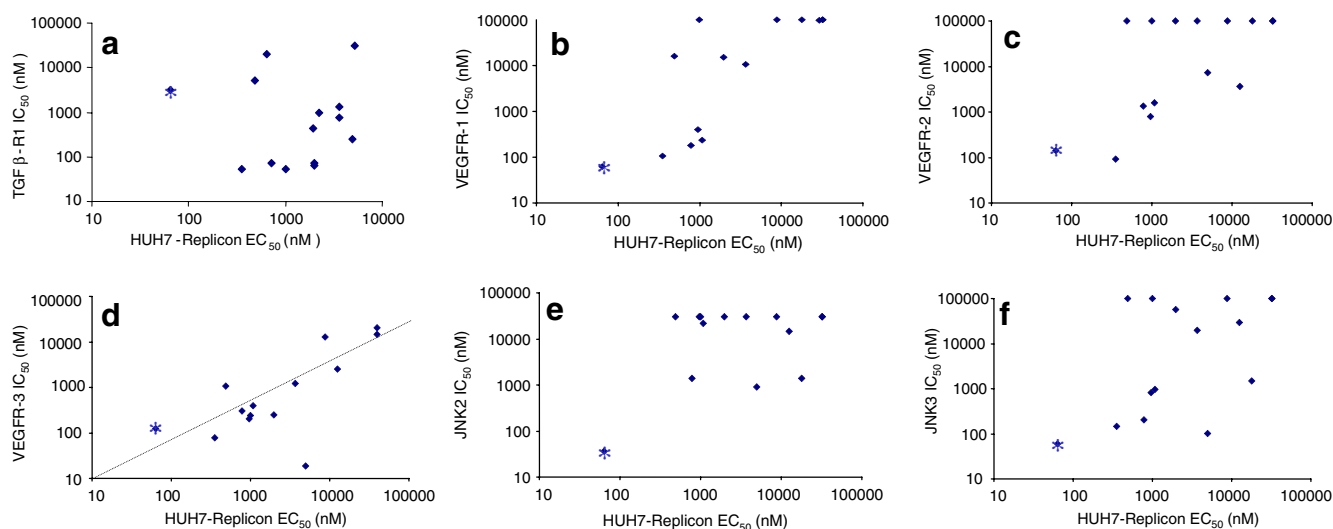 a
100000
10000
1000
100
10
TGF β-R1 IC50 (nM)
10 100 1000 10000
HUH7 -Replicon EC50 (nM )
b
100000
10000
1000
100
10
VEGFR-1 IC50 (nM)
10 100 1000 10000 100000
HUH7-Replicon EC50 (nM)
c
100000
10000
1000
100
10
VEGFR-2 IC50 (nM)
10 100 1000 10000 100000
HUH7-Replicon EC50 (nM)
d
100000
10000
1000
100
10
VEGFR-3 IC50 (nM)
10 100 1000 10000 100000
HUH7-Replicon EC50 (nM)
e
100000
10000
1000
100
10
JNK2 IC50 (nM)
10 100 1000 10000 100000
HUH7-Replicon EC50 (nM)
f
100000
10000
1000
100
10
JNK3 IC50 (nM)
10 100 1000 10000 100000
HUH7-Replicon EC50 (nM)